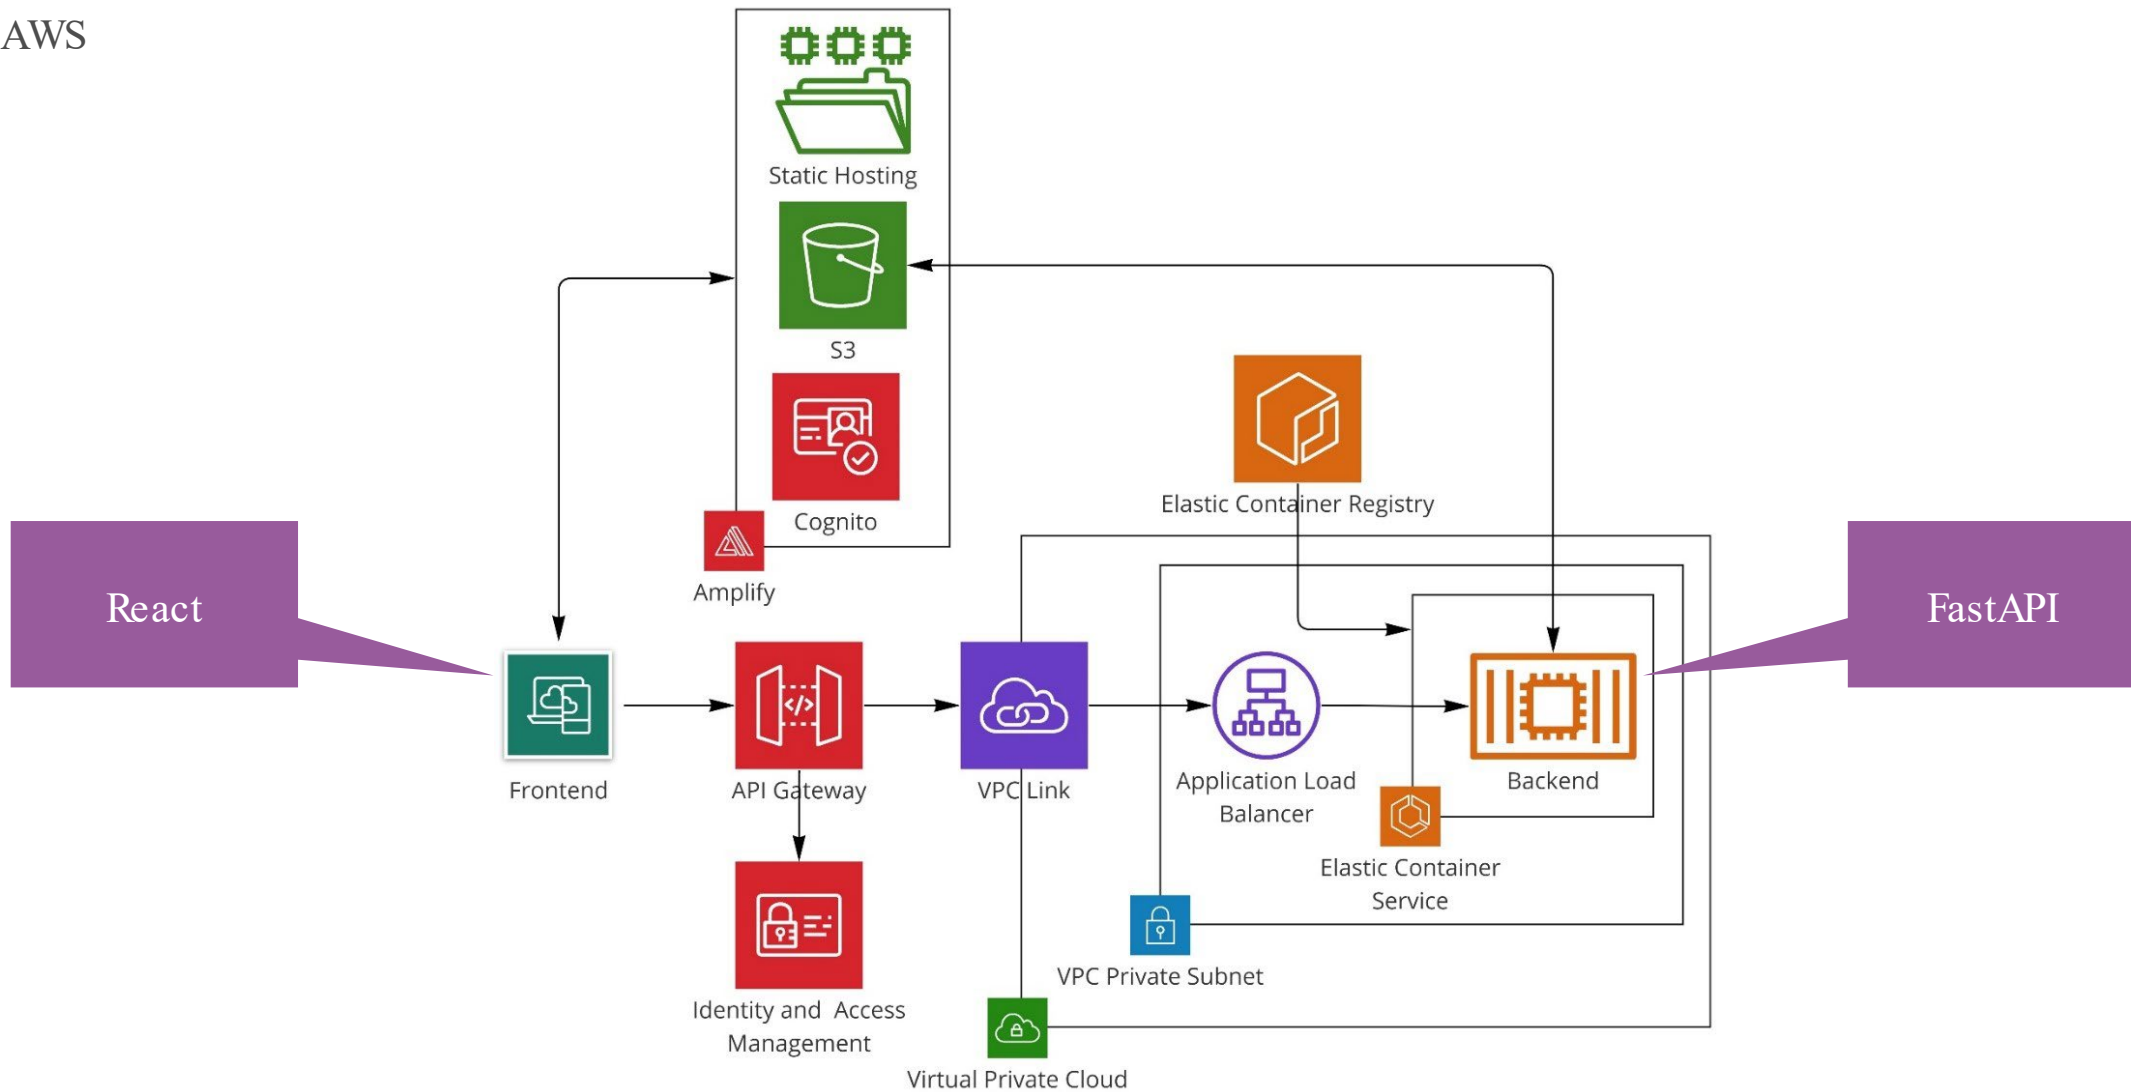 AWS
Static Hosting
S3
Cognito
Amplify
Elastic Container Registry
React
FastAPI
Frontend
API Gateway
VPC Link
Application Load
Balancer
Backend
Elastic Container
Service
VPC Private Subnet
Identity and  Access
Management
Virtual Private Cloud